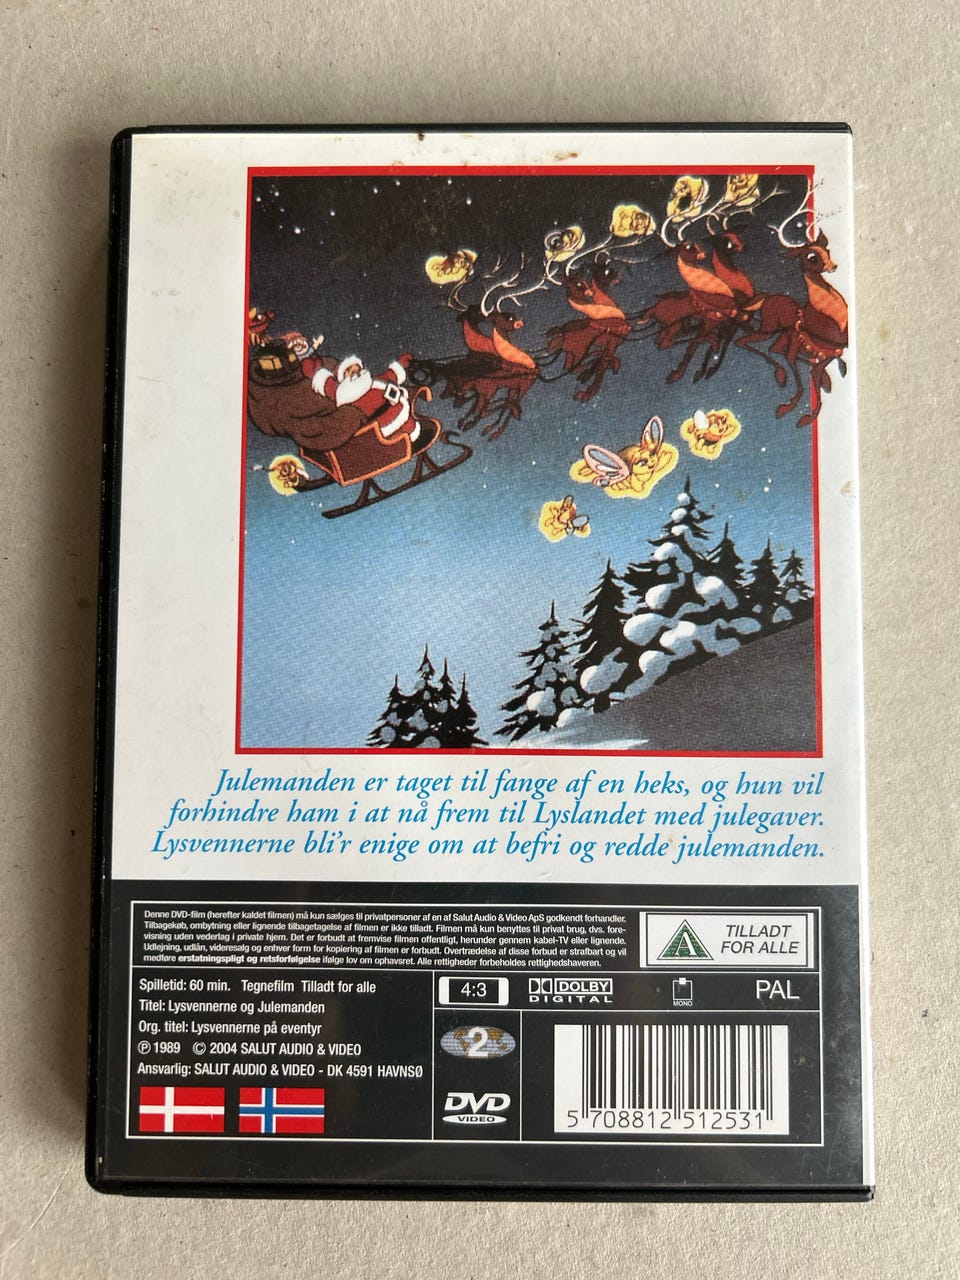 Julemanden er taget til fange af en heks, og hun vil
forhindre ham i at nå frem til Lyslandet med julegaver.
Lysvennerne bli'r enige om at befri og redde julemanden.
Denne DVD-film (herefter kaldet filmen) må kun sælges til privatpersoner af en af Salut Audio & Video ApS godkendt forhandler.
Tilbagekøb, ombytning eller lignende tilbagetagelse af filmen er ikke tilladt. Filmen må kun benyttes til privat brug, dvs. fore-
visning uden vederlag i private hjem. Det er forbudt at fremvise filmen offentligt, herunder gennem kabel-TV eller lignende.
Udlejning, udlån, videresalg og enhver form for kopiering af filmen er forbudt. Overtrædelse af disse forbud er strafbart og vil
medføre erstatningspligt og retsforfølgelse ifølge lov om ophavsret. Alle rettigheder forbeholdes rettighedshaveren.
A
TILLADT
FOR ALLE
Spilletid: 60 min. Tegnefilm Tilladt for alle
Titel: Lysvennerne og Julemanden
Org. titel: Lysvennerne på eventyr
℗ 1989 © 2004 SALUT AUDIO & VIDEO
Ansvarlig: SALUT AUDIO & VIDEO - DK 4591 HAVNSØ
4:3
DOLBY
DIGITAL
MONO
PAL
2
DVD
VIDEO
5 708812 512531